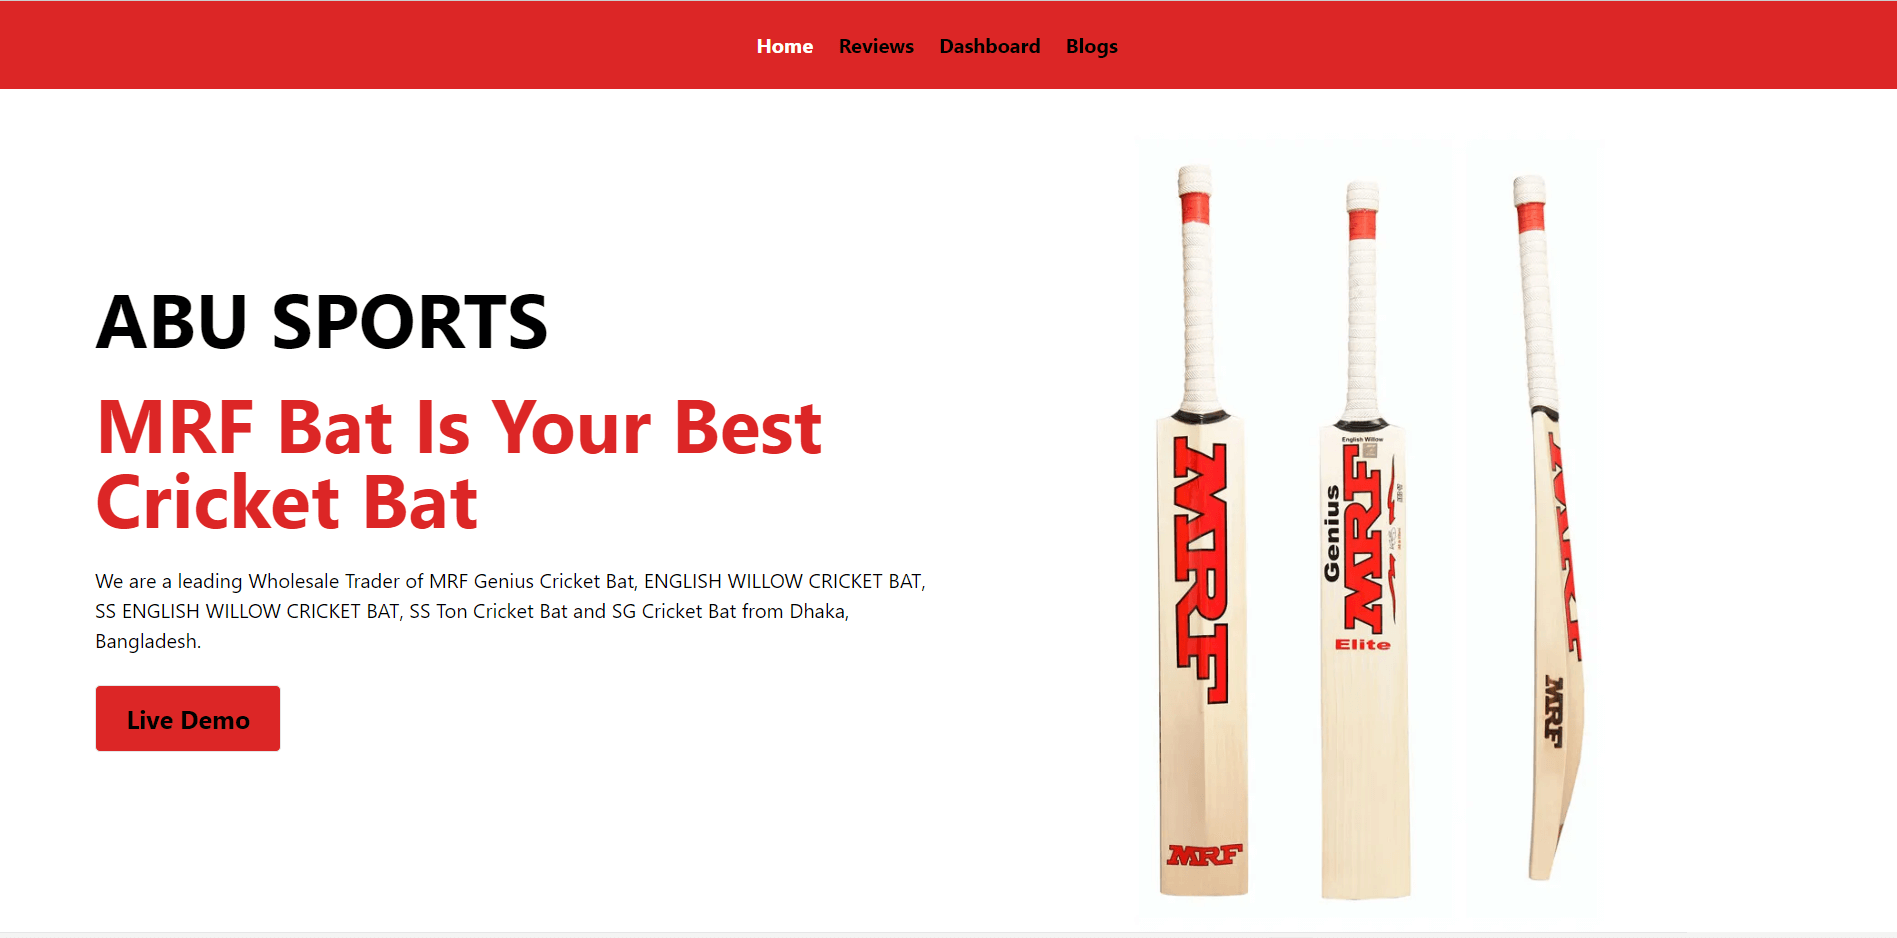 Home Reviews Dashboard Blogs
ABU SPORTS
MRF Bat Is Your Best
Cricket Bat
We are a leading Wholesale Trader of MRF Genius Cricket Bat, ENGLISH WILLOW CRICKET BAT,
SS ENGLISH WILLOW CRICKET BAT, SS Ton Cricket Bat and SG Cricket Bat from Dhaka,
Bangladesh.
Live Demo
MRF
MRF
English Willow
Genius
MRF
Elite
MRF
MRF